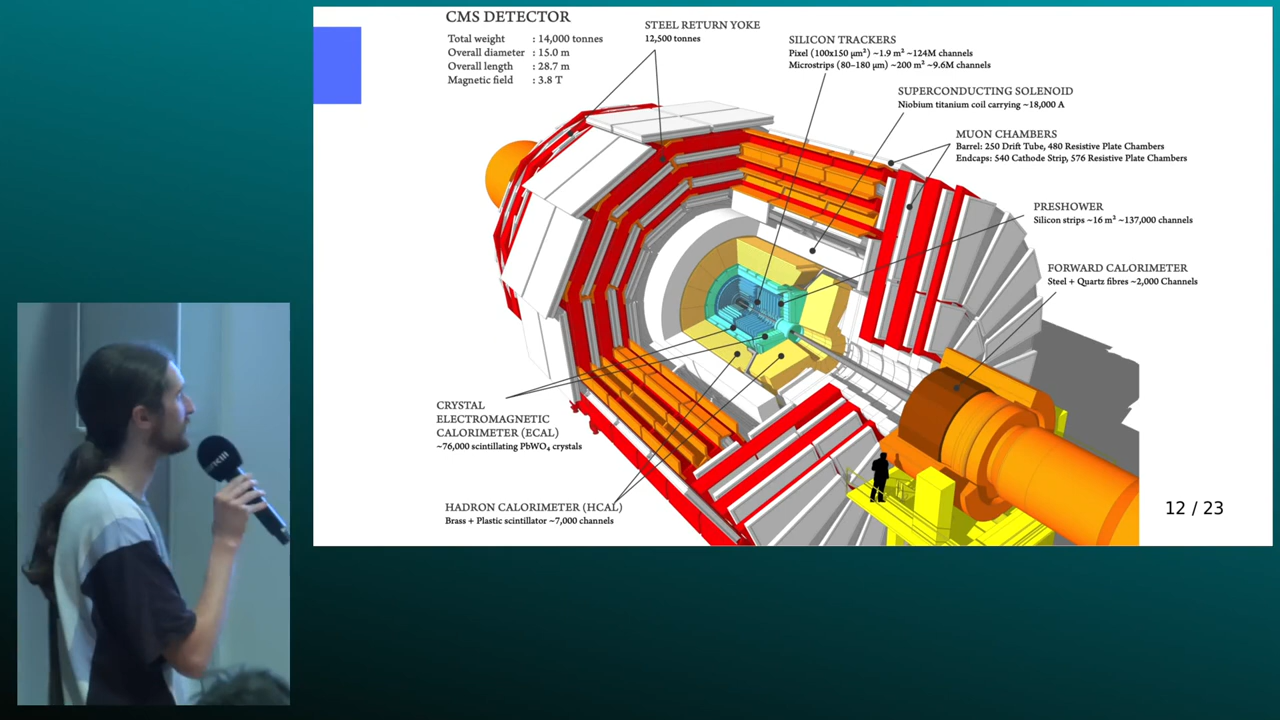 CMS DETECTOR
Total weight : 14,000 tonnes
Overall diameter : 15.0 m
Overall length : 28.7 m
Magnetic field : 3.8 T
STEEL RETURN YOKE
12,500 tonnes
SILICON TRACKERS
Pixel (100x150 μm²) ~1.9 m² ~124M channels
Microstrips (80–180 μm) ~200 m² ~9.6M channels
SUPERCONDUCTING SOLENOID
Niobium titanium coil carrying ~18,000 A
MUON CHAMBERS
Barrel: 250 Drift Tube, 480 Resistive Plate Chambers
Endcaps: 540 Cathode Strip, 576 Resistive Plate Chambers
PRESHOWER
Silicon strips ~16 m² ~137,000 channels
FORWARD CALORIMETER
Steel + Quartz fibres ~2,000 Channels
CRYSTAL
ELECTROMAGNETIC
CALORIMETER (ECAL)
~76,000 scintillating PbWO₄ crystals
HADRON CALORIMETER (HCAL)
Brass + Plastic scintillator ~7,000 channels
12 / 23